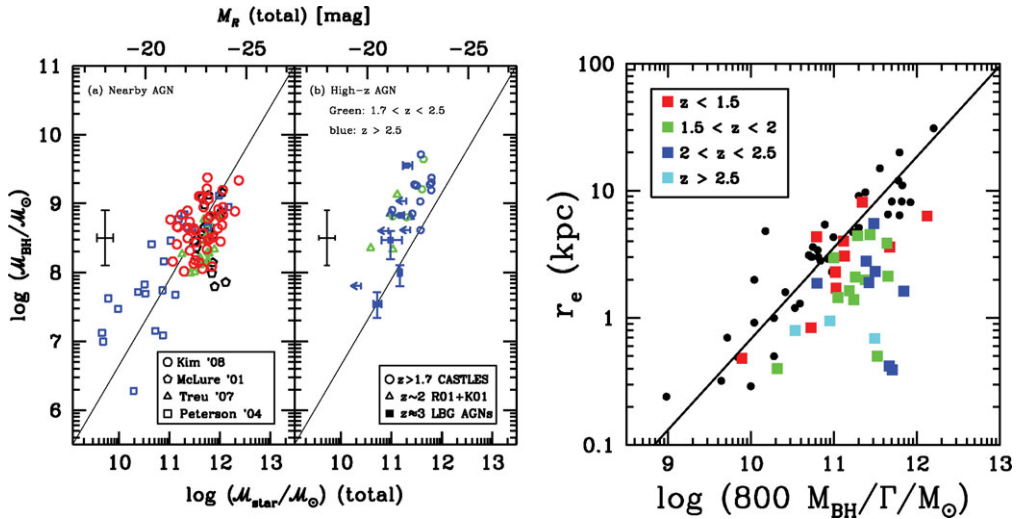 M_R (total) [mag]
−20 −25 −20 −25
11
10
9
8
7
6
log (ℳ_BH/ℳ_⊙)
(a) Nearby AGN
Kim '08
McLure '01
Treu '07
Peterson '04
(b) High-z AGN
Green: 1.7 < z < 2.5
blue: z > 2.5
z>1.7 CASTLES
z~2 R01+K01
z≈3 LBG AGNs
10 11 12 13 10 11 12 13
log (ℳ_star/ℳ_⊙) (total)
100
10
1
0.1
r_e (kpc)
z < 1.5
1.5 < z < 2
2 < z < 2.5
z > 2.5
9 10 11 12 13
log (800 M_BH/Γ/M_⊙)